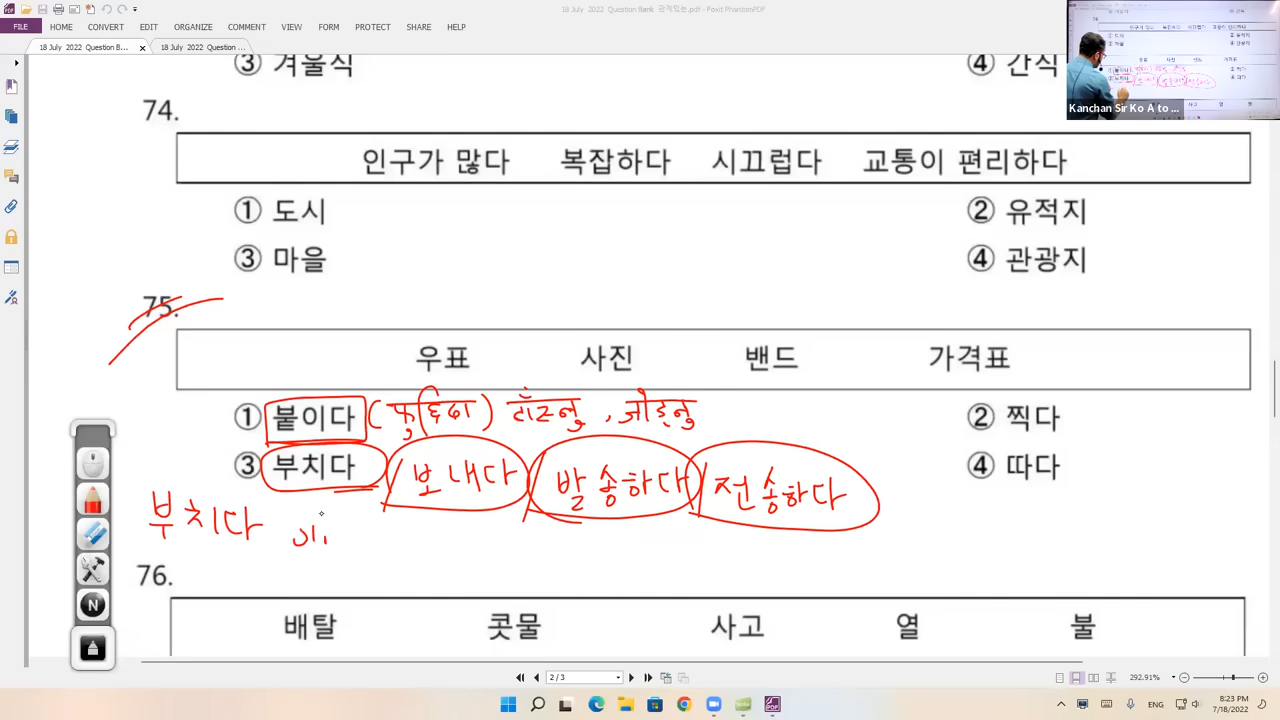 18 July 2022 Question Bank 관계있는.pdf - Foxit PhantomPDF
FILE HOME CONVERT EDIT ORGANIZE COMMENT VIEW FORM PROTECT SHARE HELP
18 July 2022 Question B... 18 July 2022 Question ...
③ 겨울식 ④ 간식
74.
인구가 많다 복잡하다 시끄럽다 교통이 편리하다
① 도시 ② 유적지
③ 마을 ④ 관광지
75.
우표 사진 밴드 가격표
① 붙이다 टाँस्नु , जोड्नु ② 찍다
③ 부치다 보내다 발송하다 전송하다 ④ 따다
부치다
76.
배탈 콧물 사고 열 불
Kanchan Sir Ko A to ...
2 / 3 292.91%
ENG 8:23 PM
7/18/2022